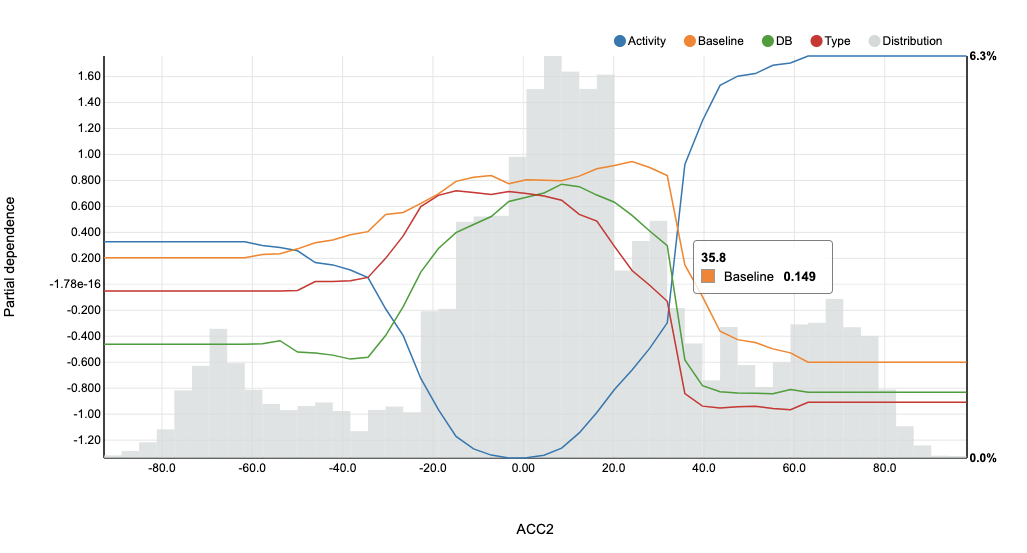 Activity Baseline DB Type Distribution
6.3%
1.60
1.40
1.20
1.00
0.800
0.600
0.400
0.200
-1.78e-16
-0.200
-0.400
-0.600
-0.800
-1.00
-1.20
Partial dependence
35.8
Baseline 0.149
0.0%
-80.0 -60.0 -40.0 -20.0 0.00 20.0 40.0 60.0 80.0
ACC2